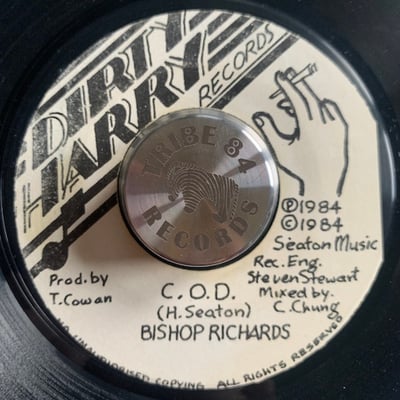 DIRTY
HARRY
RECORDS
TRIBE 84
RECORDS
℗1984
©1984
Seaton Music
Rec. Eng.
Steven Stewart
Mixed by.
C. Chung
Prod. by
T. Cowan
C.O.D.
(H. Seaton)
BISHOP RICHARDS
UNAUTHORISED COPYING ALL RIGHTS RESERVED